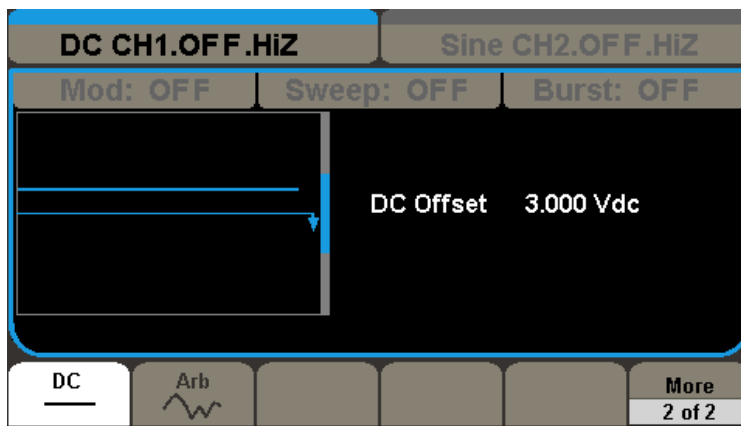 DC CH1.OFF.HiZ
Sine CH2.OFF.HiZ
Mod: OFF
Sweep: OFF
Burst: OFF
DC Offset 3.000 Vdc
DC
Arb
More
2 of 2